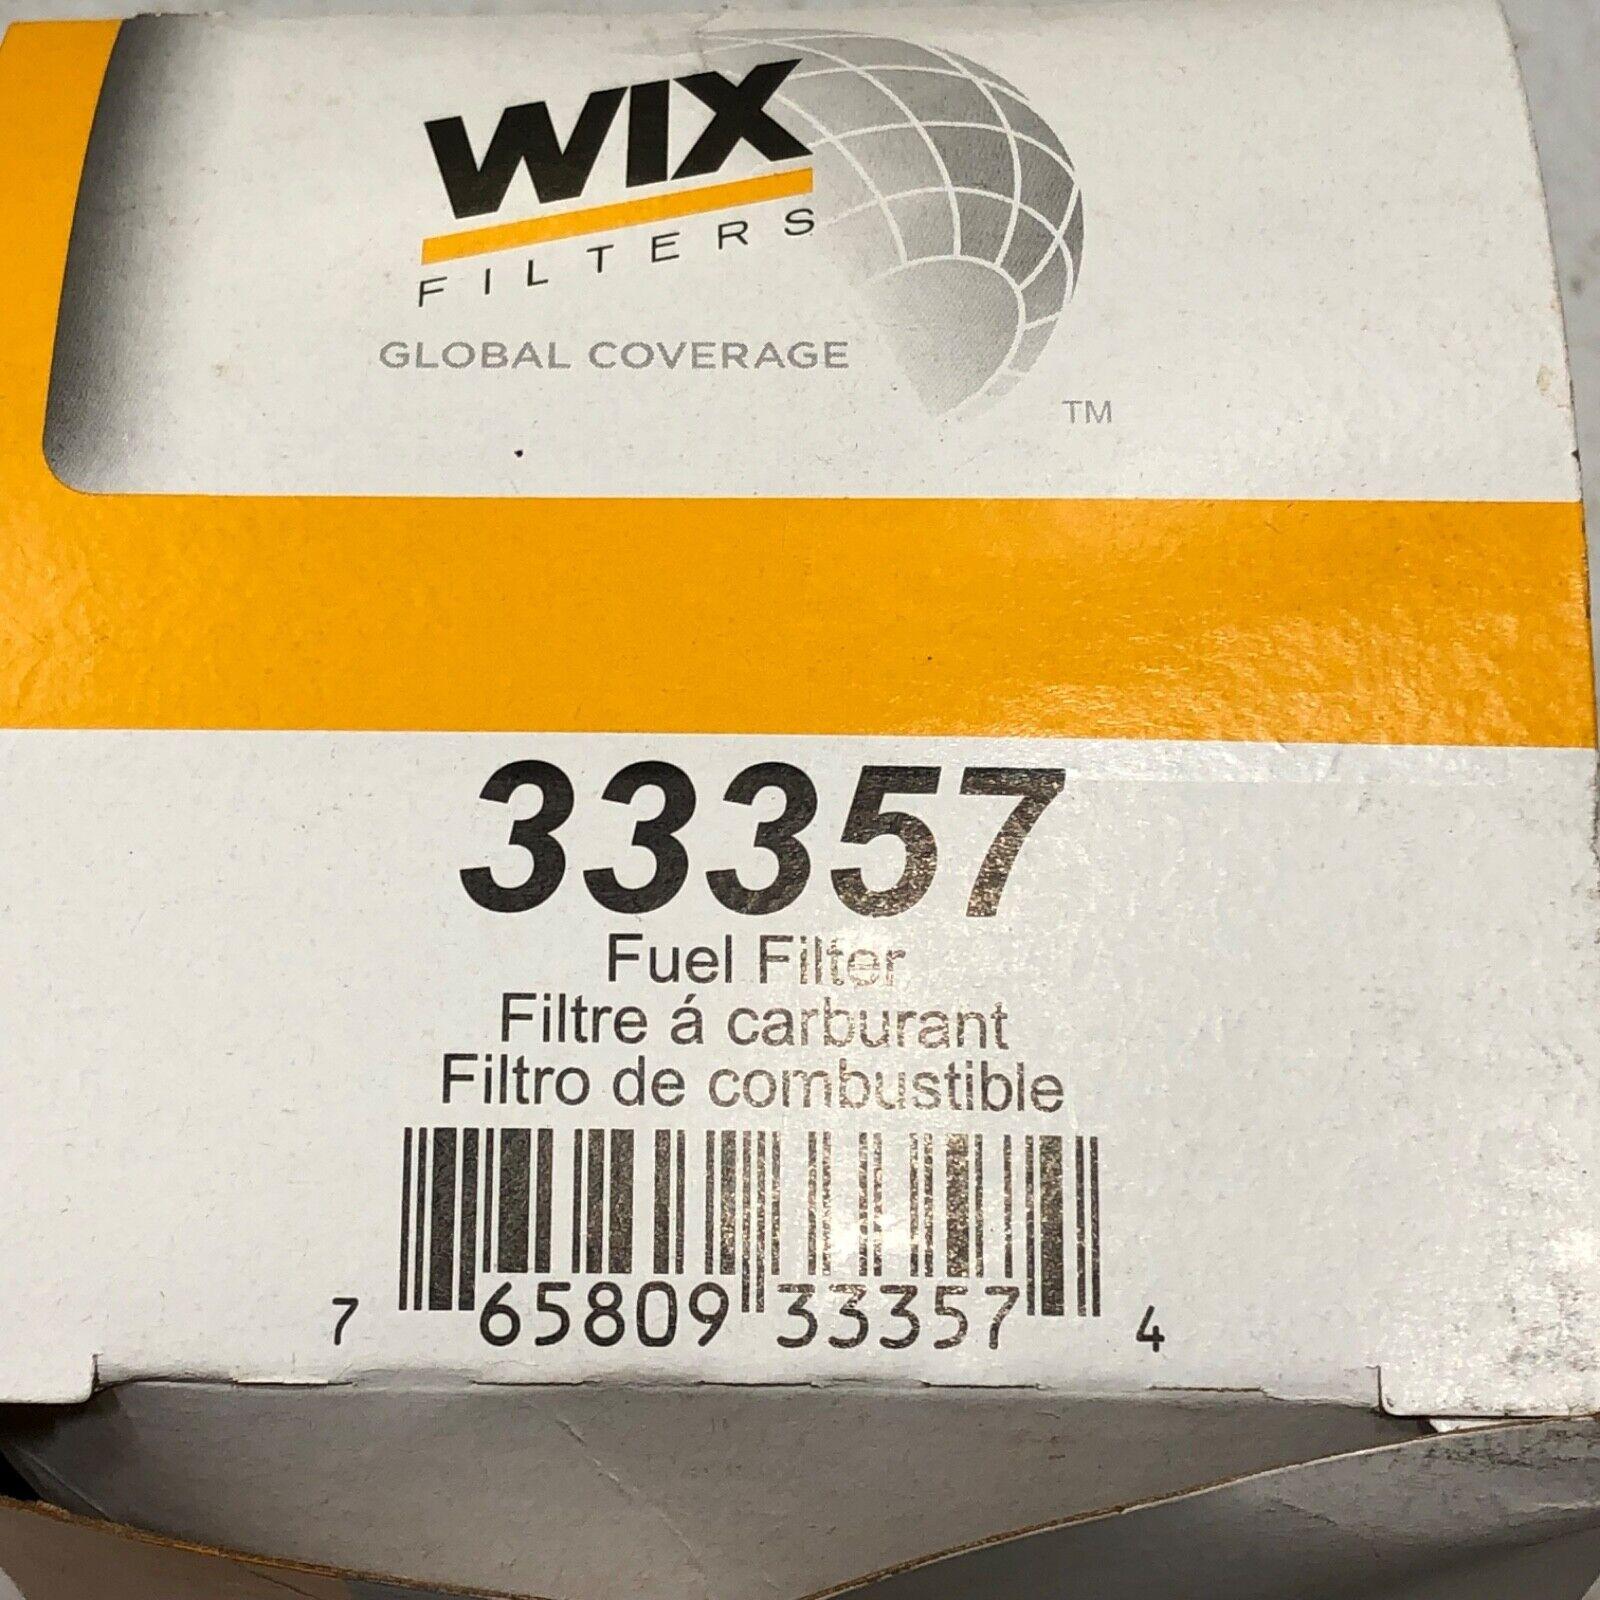 WIX
FILTERS
GLOBAL COVERAGE
TM
33357
Fuel Filter
Filtre á carburant
Filtro de combustible
7 65809 33357 4